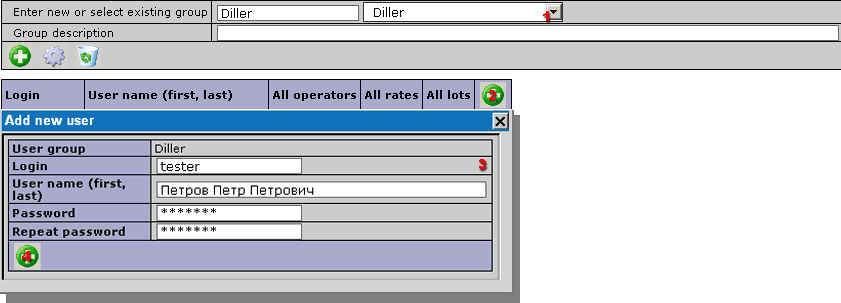 Enter new or select existing group Diller Diller 1
Group description
Login User name (first, last) All operators All rates All lots 2
Add new user
User group Diller
Login tester 3
User name (first,
last) Петров Петр Петрович
Password *******
Repeat password *******
4